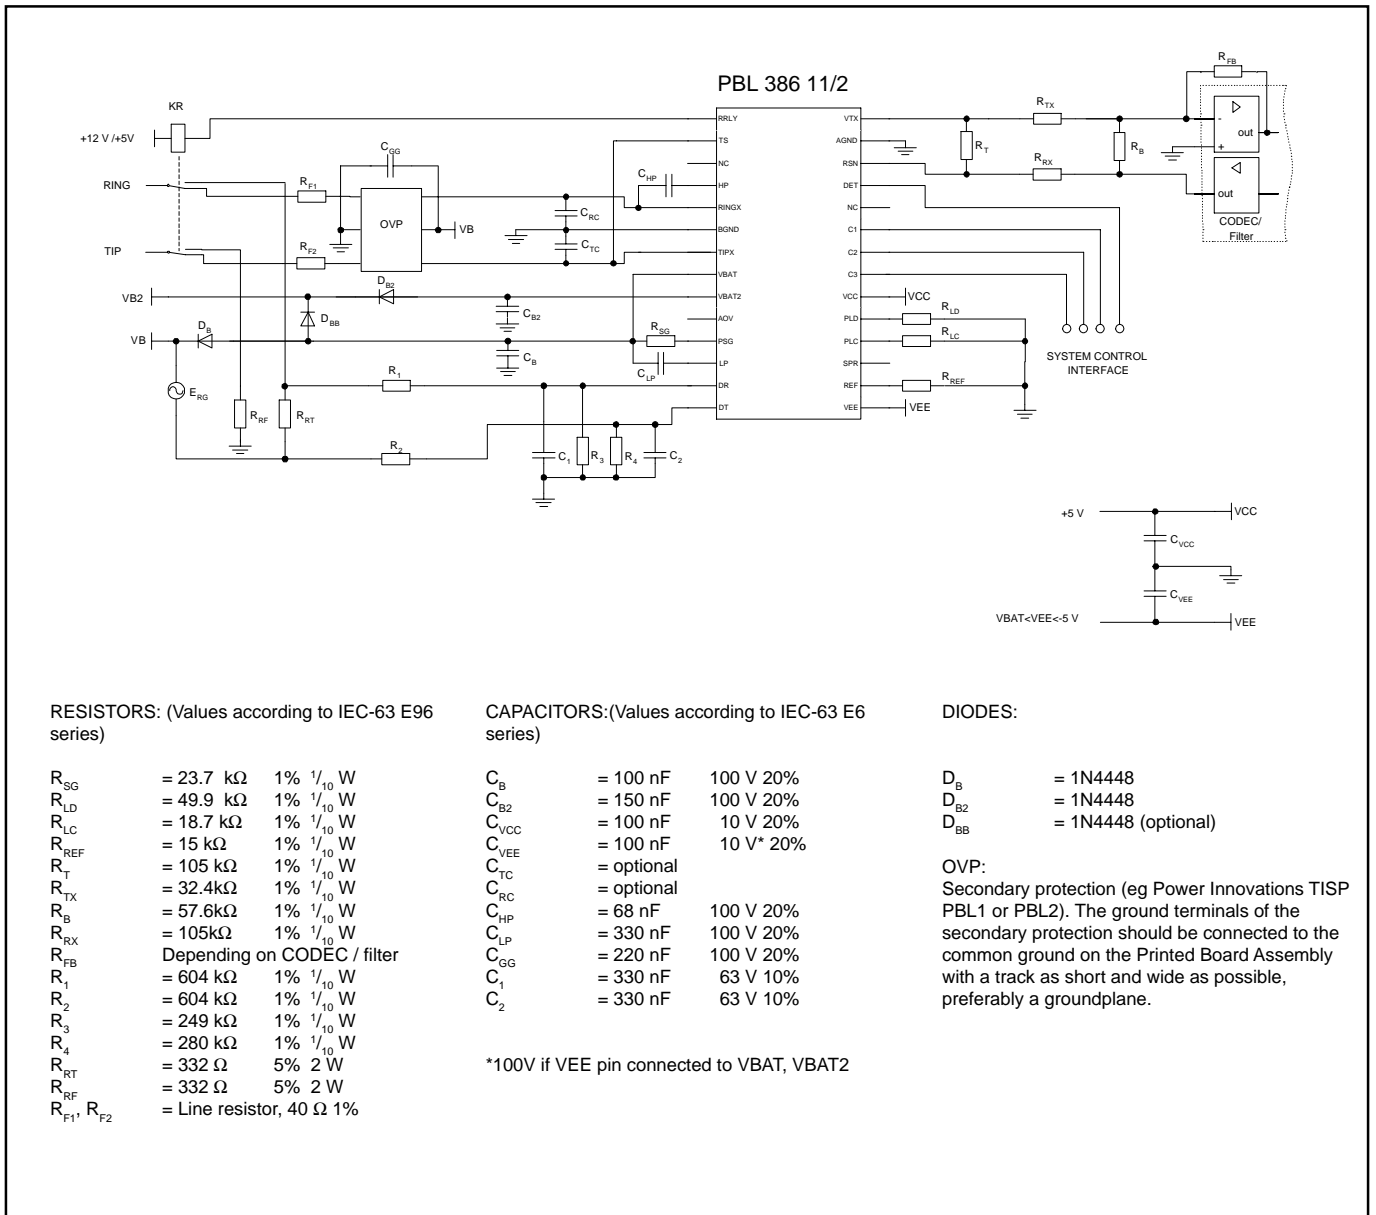 PBL 386 11/2
KR
+12 V /+5V
RING
TIP
VB2
VB
RF1
RF2
CGG
OVP
VB
CHP
CRC
CTC
DB2
DBB
DB
CB2
CB
RSG
CLP
ERG
RRF
RRT
R1
R2
C1
R3
R4
C2
RRLY
TS
NC
HP
RINGX
BGND
TIPX
VBAT
VBAT2
AOV
PSG
LP
DR
DT
VTX
AGND
RSN
DET
NC
C1
C2
C3
VCC
PLD
PLC
SPR
REF
VEE
VCC
RLD
RLC
RREF
VEE
RT
RTX
RRX
RB
RFB
-
+
out
out
CODEC/
Filter
SYSTEM CONTROL
INTERFACE
+5 V
VCC
CVCC
CVEE
VBAT<VEE<-5 V
VEE
RESISTORS: (Values according to IEC-63 E96
series)
RSG = 23.7 kΩ 1% 1/10 W
RLD = 49.9 kΩ 1% 1/10 W
RLC = 18.7 kΩ 1% 1/10 W
RREF = 15 kΩ 1% 1/10 W
RT = 105 kΩ 1% 1/10 W
RTX = 32.4kΩ 1% 1/10 W
RB = 57.6kΩ 1% 1/10 W
RRX = 105kΩ 1% 1/10 W
RFB Depending on CODEC / filter
R1 = 604 kΩ 1% 1/10 W
R2 = 604 kΩ 1% 1/10 W
R3 = 249 kΩ 1% 1/10 W
R4 = 280 kΩ 1% 1/10 W
RRT = 332 Ω 5% 2 W
RRF = 332 Ω 5% 2 W
RF1, RF2 = Line resistor, 40 Ω 1%
CAPACITORS:(Values according to IEC-63 E6
series)
CB = 100 nF 100 V 20%
CB2 = 150 nF 100 V 20%
CVCC = 100 nF 10 V 20%
CVEE = 100 nF 10 V* 20%
CTC = optional
CRC = optional
CHP = 68 nF 100 V 20%
CLP = 330 nF 100 V 20%
CGG = 220 nF 100 V 20%
C1 = 330 nF 63 V 10%
C2 = 330 nF 63 V 10%
*100V if VEE pin connected to VBAT, VBAT2
DIODES:
DB = 1N4448
DB2 = 1N4448
DBB = 1N4448 (optional)
OVP:
Secondary protection (eg Power Innovations TISP
PBL1 or PBL2). The ground terminals of the
secondary protection should be connected to the
common ground on the Printed Board Assembly
with a track as short and wide as possible,
preferably a groundplane.